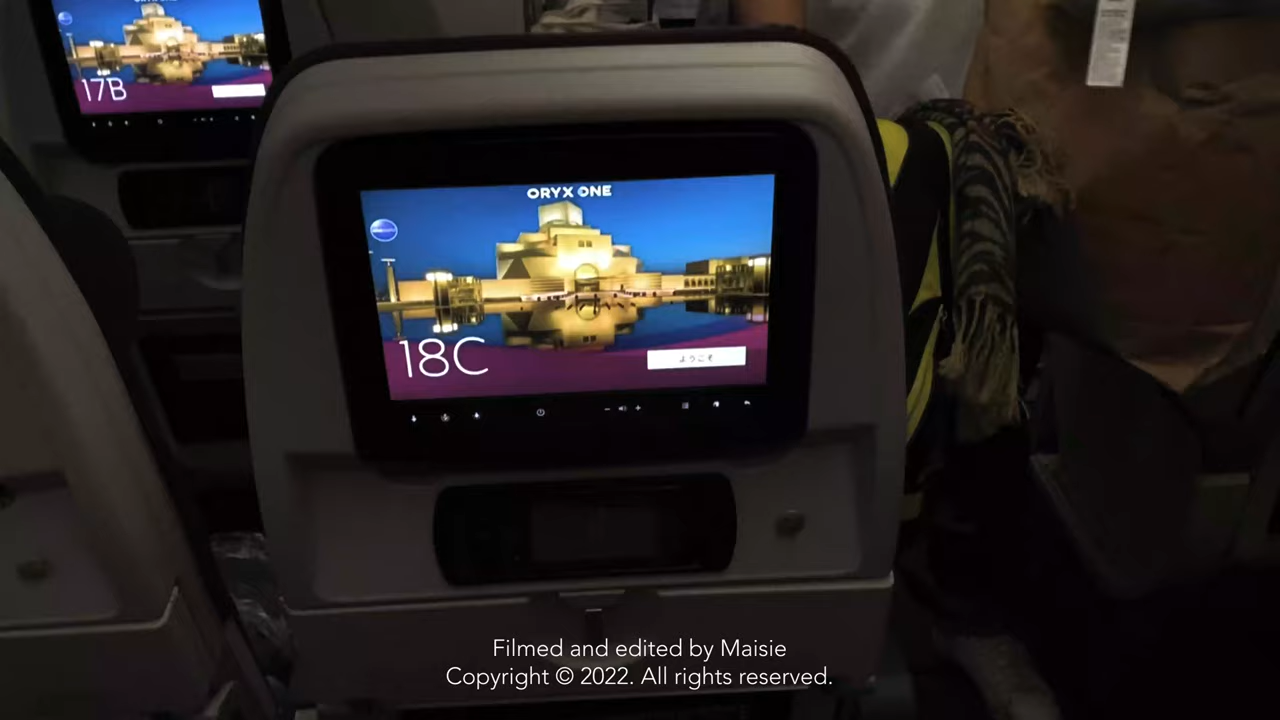 17B
ORYX ONE
18C
ようこそ
Filmed and edited by Maisie
Copyright © 2022. All rights reserved.